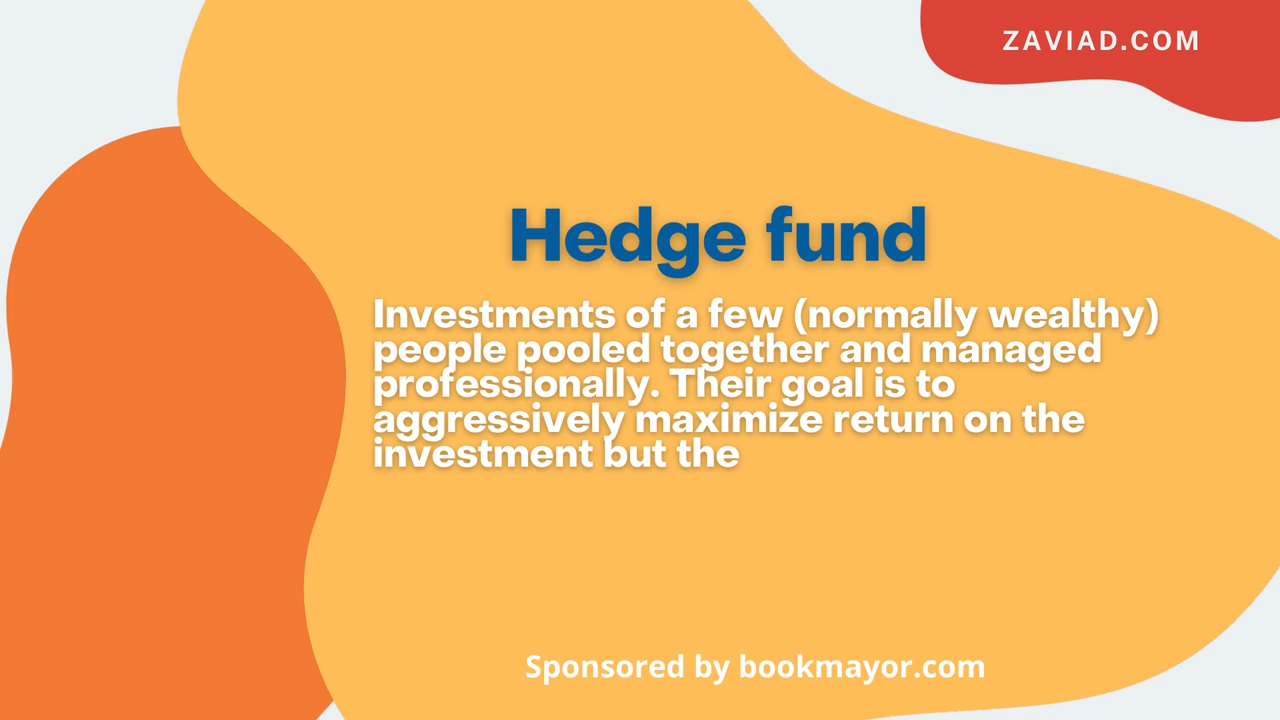 ZAVIAD.COM
Hedge fund
Investments of a few (normally wealthy)
people pooled together and managed
professionally. Their goal is to
aggressively maximize return on the
investment but the
Sponsored by bookmayor.com